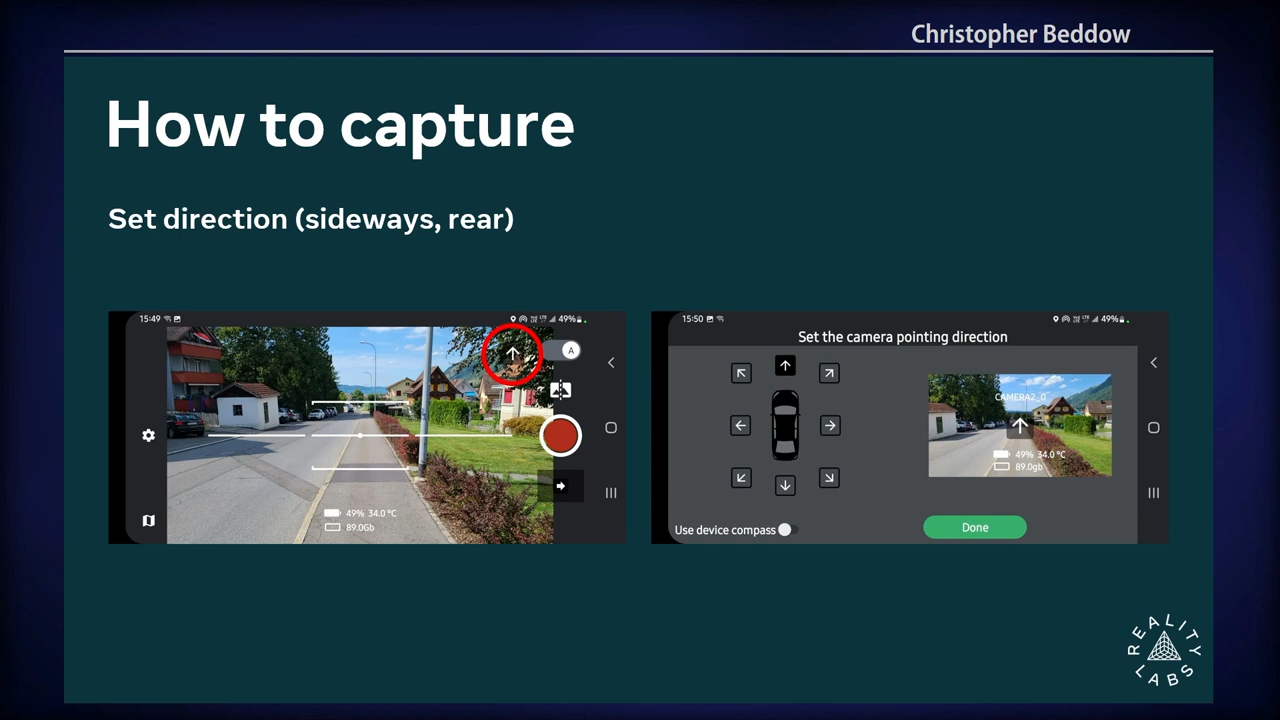 Christopher Beddow
How to capture
Set direction (sideways, rear)
15:49
49%
A
49% 34.0 °C
89.0Gb
15:50
49%
Set the camera pointing direction
CAMERA2_0
49% 34.0 °C
89.0gb
Use device compass
Done
REALITY LABS